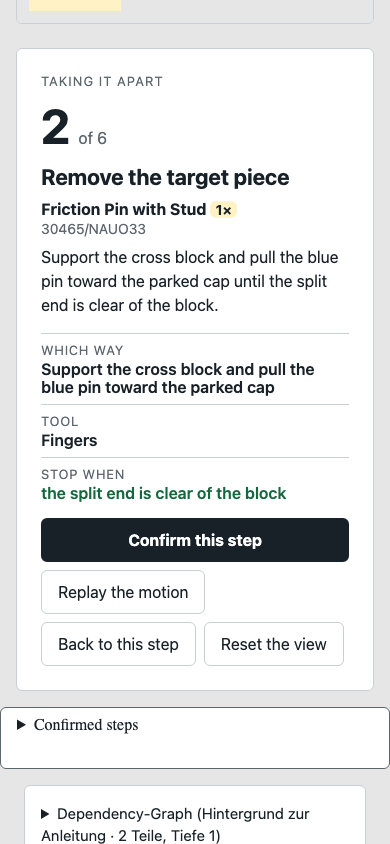 TAKING IT APART
2 of 6
Remove the target piece
Friction Pin with Stud 1×
30465/NAUO33
Support the cross block and pull the blue
pin toward the parked cap until the split
end is clear of the block.
WHICH WAY
Support the cross block and pull the
blue pin toward the parked cap
TOOL
Fingers
STOP WHEN
the split end is clear of the block
Confirm this step
Replay the motion
Back to this step
Reset the view
▶ Confirmed steps
▶ Dependency-Graph (Hintergrund zur
Anleitung · 2 Teile, Tiefe 1)